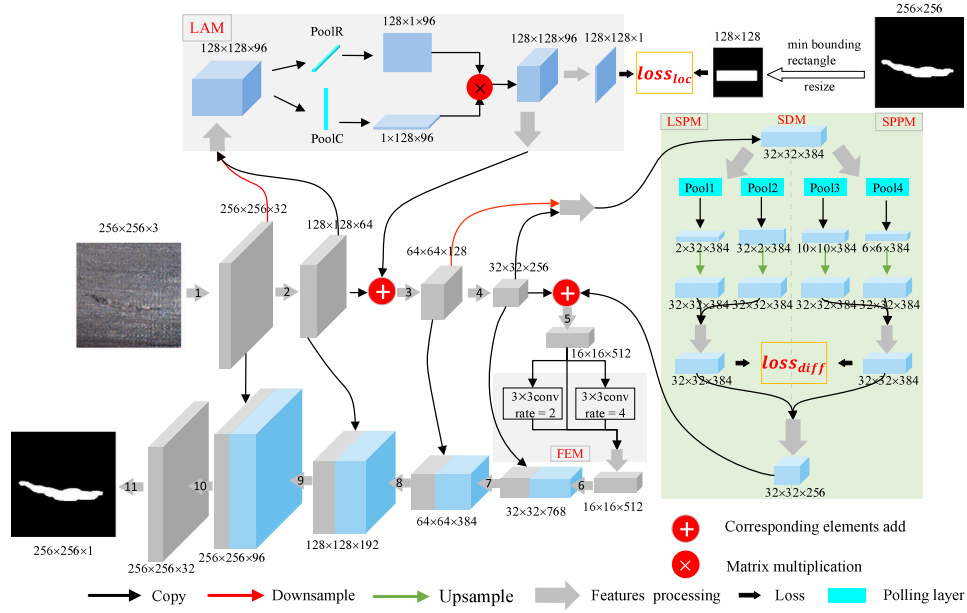 LAM
128×128×96
PoolR
PoolC
128×1×96
1×128×96
×
128×128×96
128×128×1
loss_loc
128×128
min bounding
rectangle
resize
256×256
LSPM
SDM
SPPM
32×32×384
Pool1
Pool2
Pool3
Pool4
2×32×384
32×2×384
10×10×384
6×6×384
32×32×384
32×32×384
32×32×384
32×32×384
loss_diff
32×32×384
32×32×384
32×32×256
256×256×3
256×256×32
128×128×64
64×64×128
32×32×256
1
2
+
3
4
+
5
16×16×512
3×3conv
rate = 2
3×3conv
rate = 4
FEM
11
10
9
8
7
6
256×256×1
256×256×32
256×256×96
128×128×192
64×64×384
32×32×768
16×16×512
+
Corresponding elements add
×
Matrix multiplication
Copy
Downsample
Upsample
Features processing
Loss
Polling layer